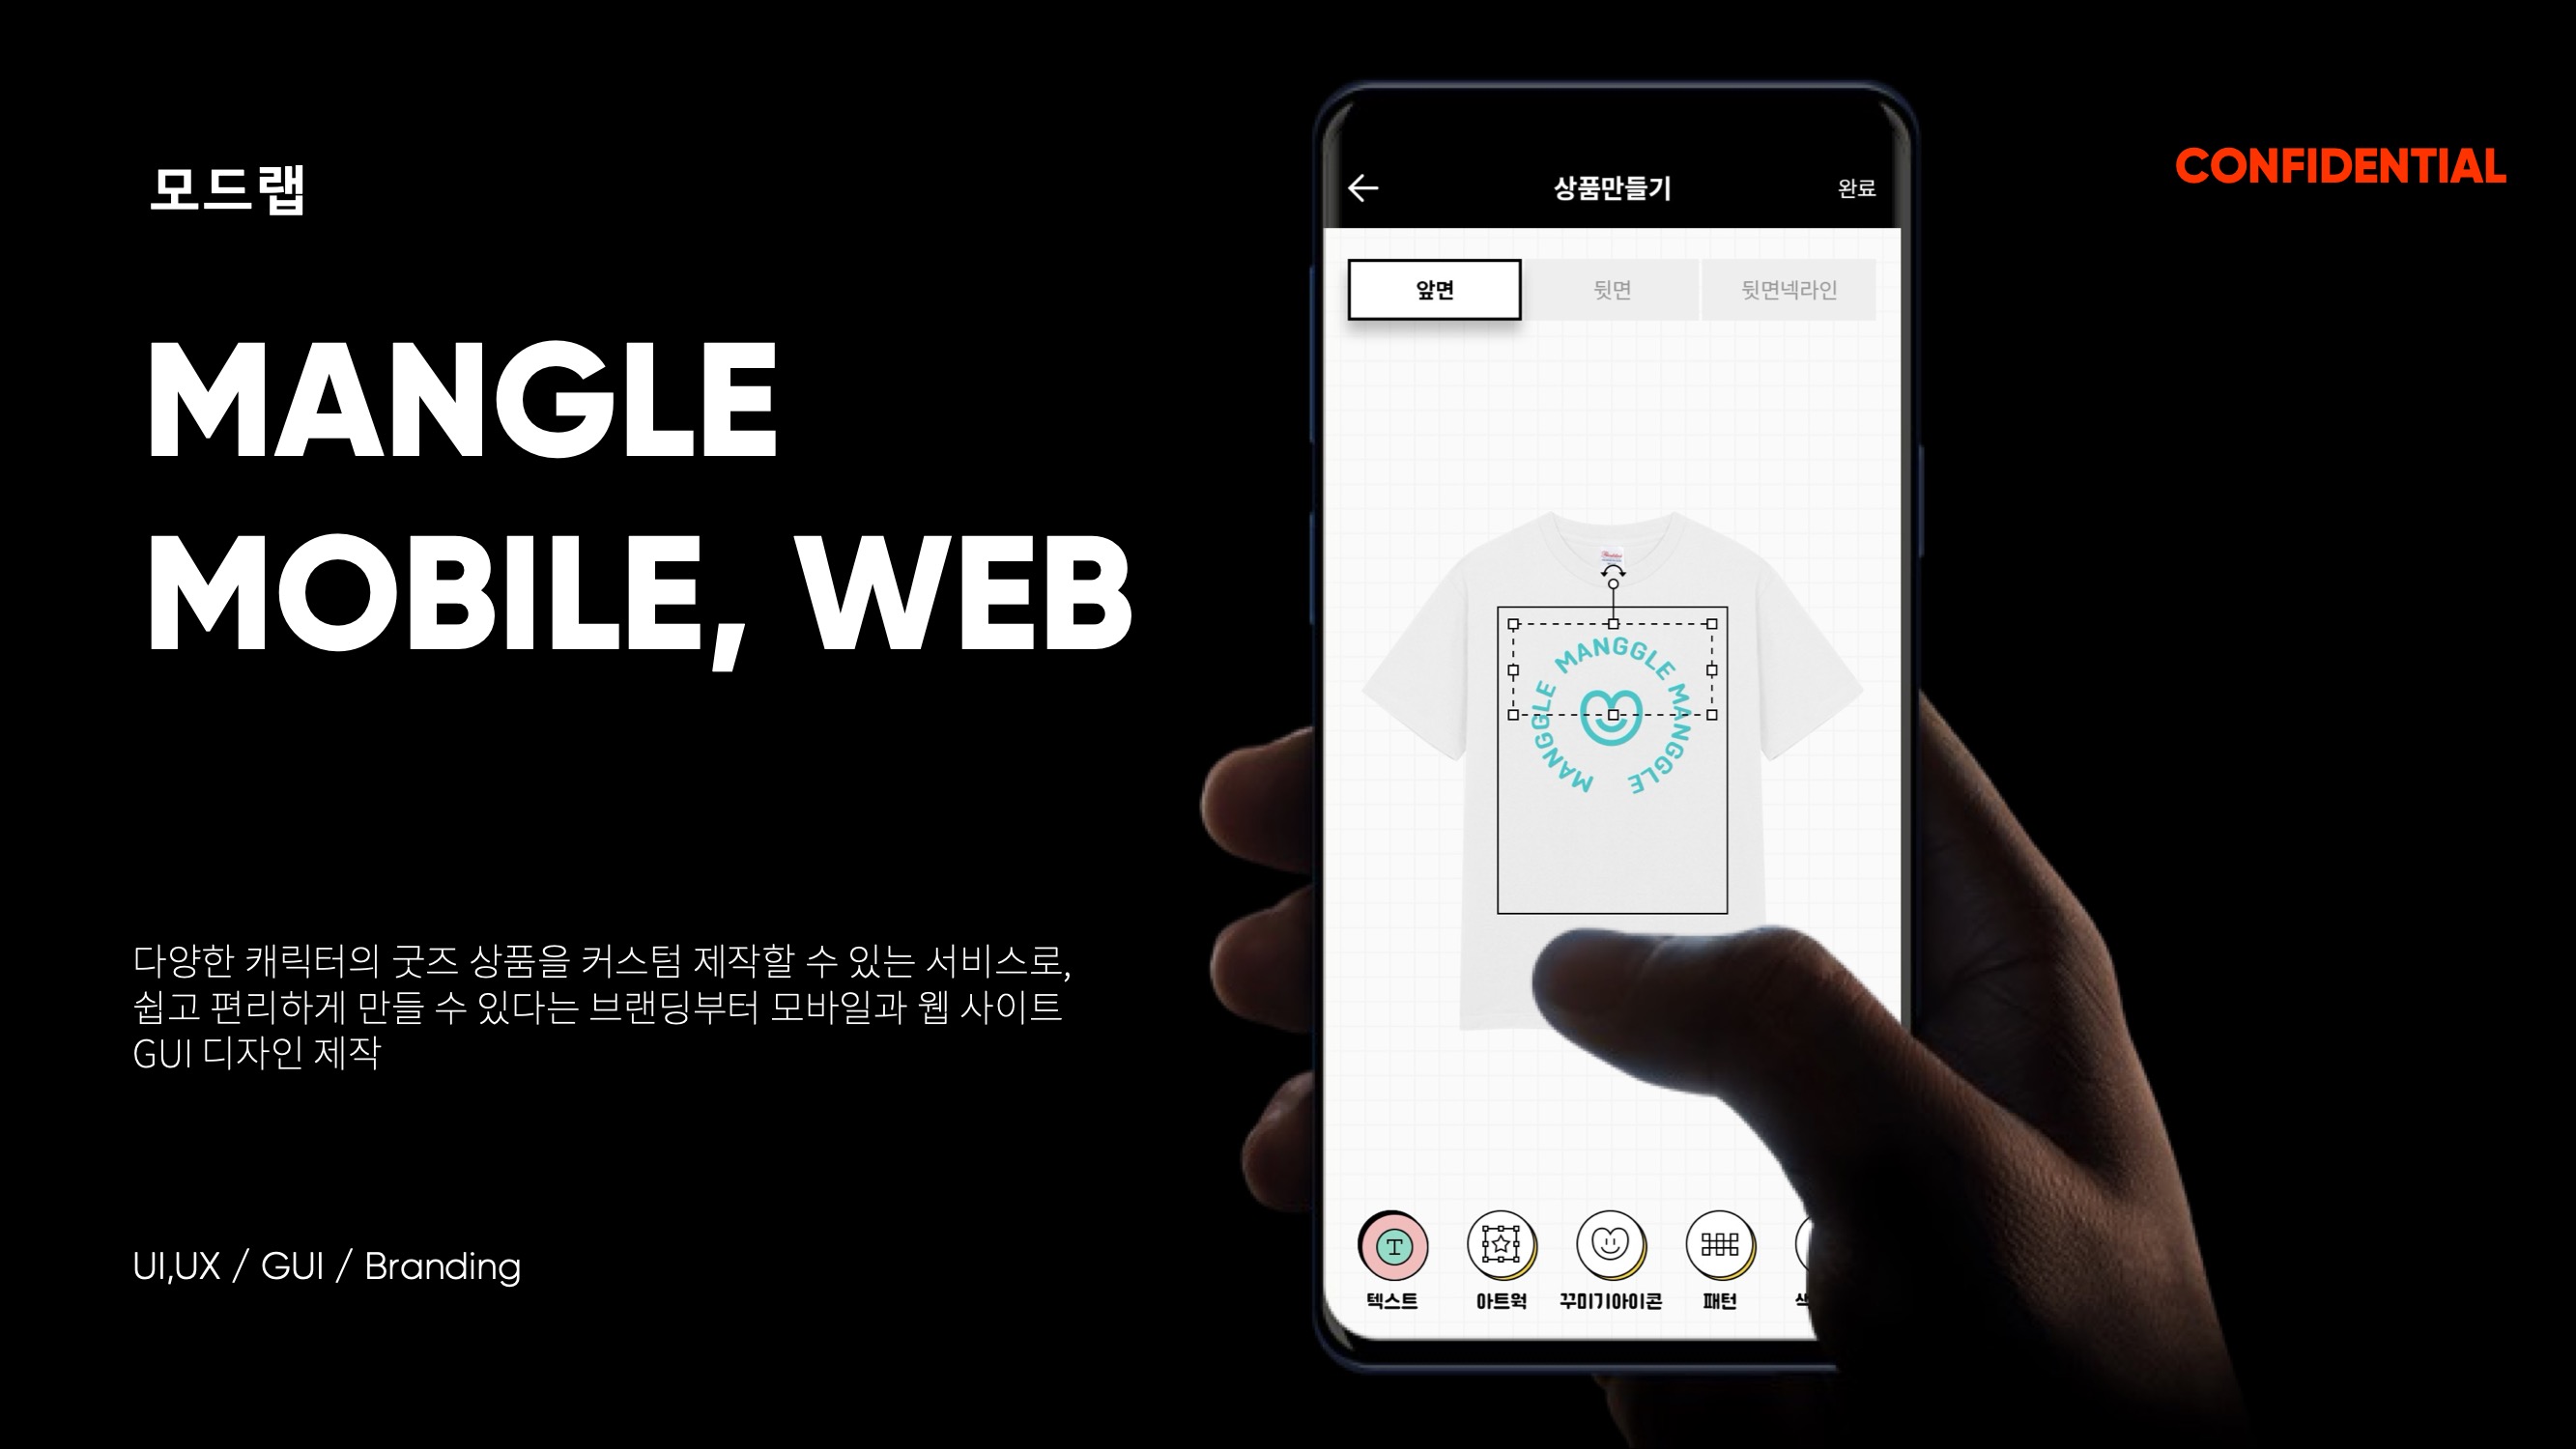 모드랩
CONFIDENTIAL
MANGLE
MOBILE, WEB
다양한 캐릭터의 굿즈 상품을 커스텀 제작할 수 있는 서비스로,
쉽고 편리하게 만들 수 있다는 브랜딩부터 모바일과 웹 사이트
GUI 디자인 제작
UI,UX / GUI / Branding
상품만들기
완료
앞면
뒷면
뒷면넥라인
MANGGLE MANGGLE MANGGLE
T
텍스트
아트웍
꾸미기아이콘
패턴